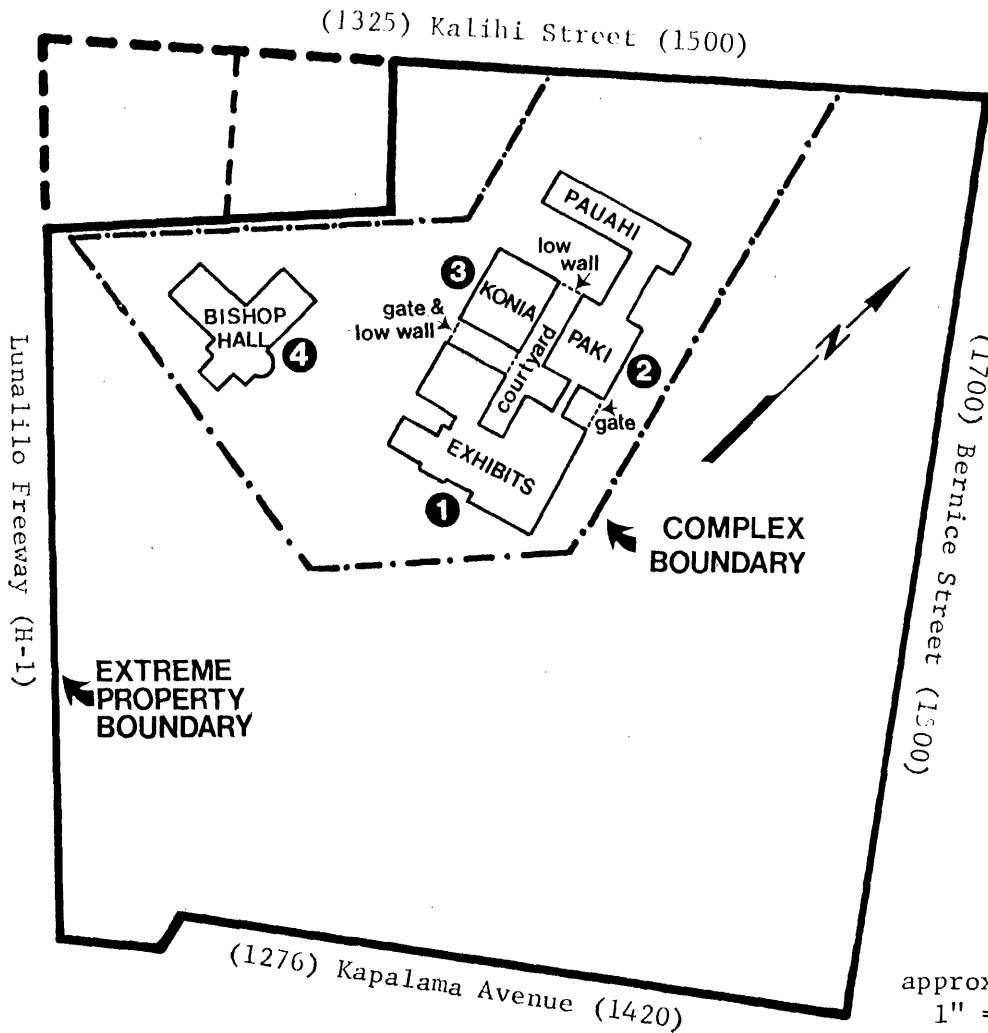 (1325) Kalihi Street (1500)
PAUAHI
low
wall
3
KONIA
gate &
low wall
BISHOP
HALL
4
courtyard
PAKI
2
gate
EXHIBITS
1
N
COMPLEX
BOUNDARY
Lunalilo Freeway (H-1)
(1700) Bernice Street
EXTREME
PROPERTY
BOUNDARY
(1276) Kapalama Avenue (1420)
approx
1" =